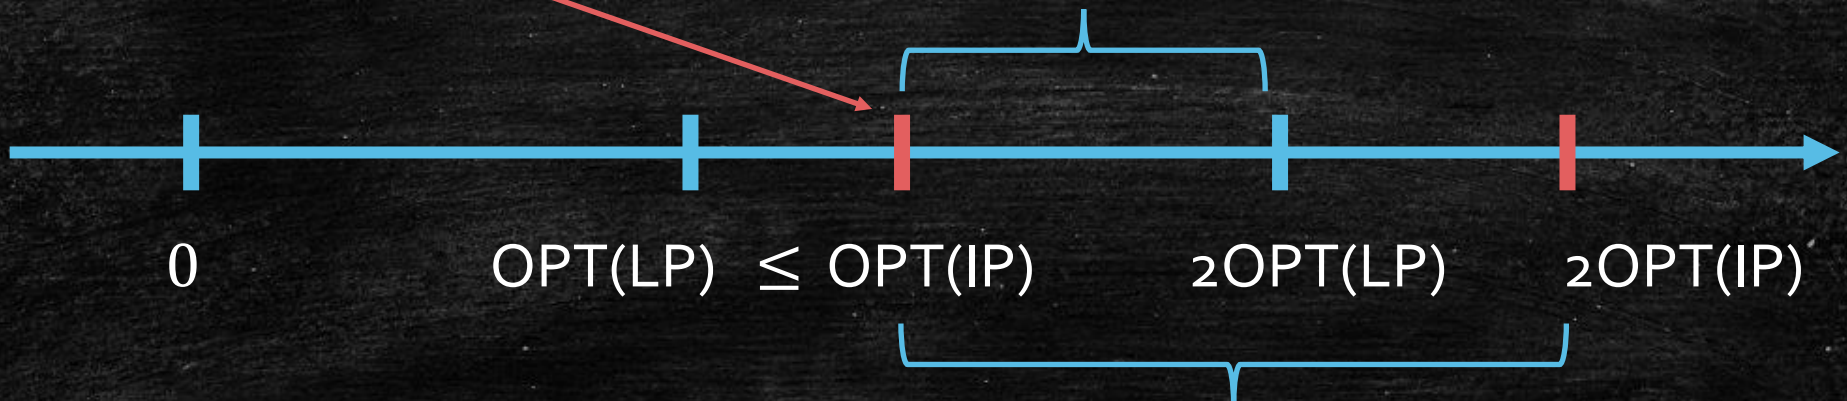 0 OPT(LP) ≤ OPT(IP) 2OPT(LP) 2OPT(IP)